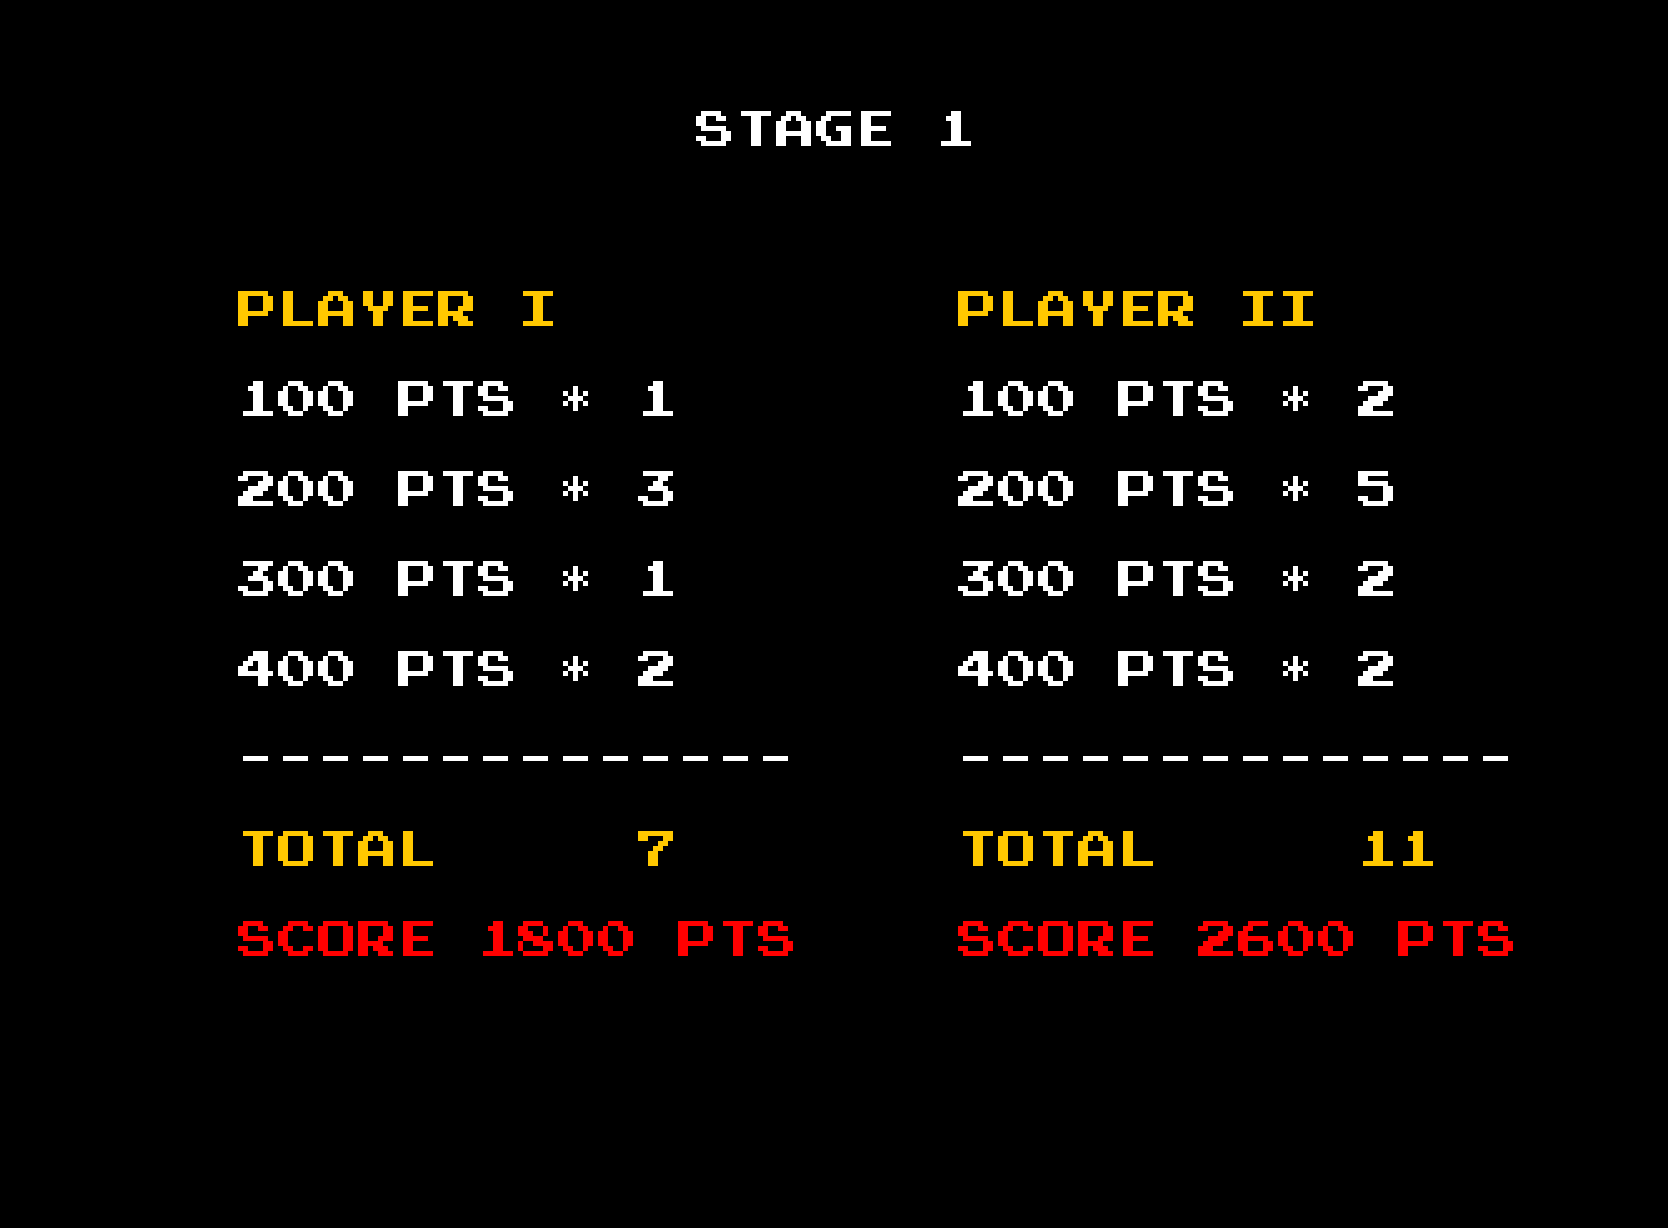 STAGE 1
PLAYER I
100 PTS * 1
200 PTS * 3
300 PTS * 1
400 PTS * 2
--------------
TOTAL 7
SCORE 1800 PTS
PLAYER II
100 PTS * 2
200 PTS * 5
300 PTS * 2
400 PTS * 2
--------------
TOTAL 11
SCORE 2600 PTS